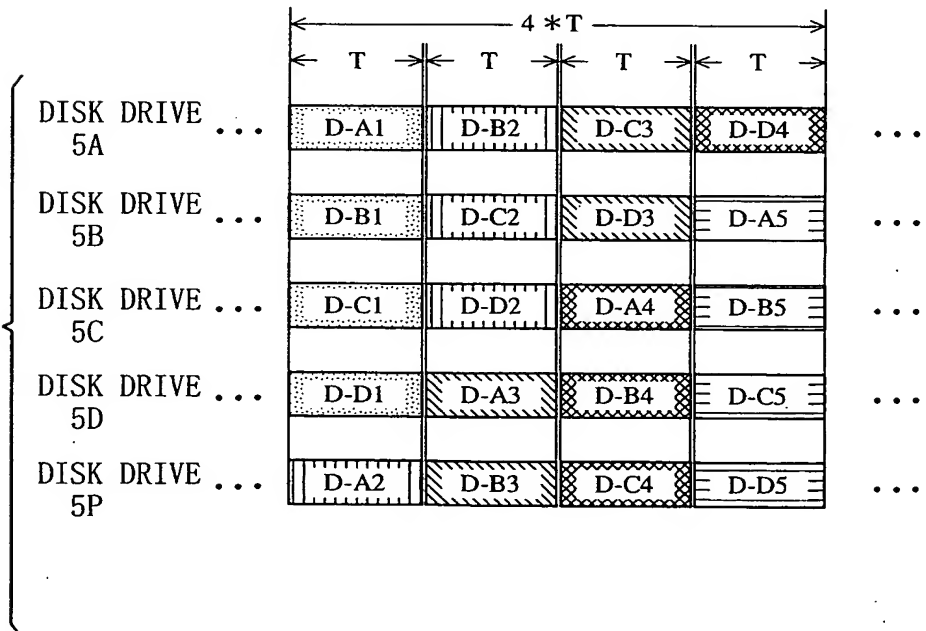 4 * T
T T T T
DISK DRIVE 5A ... D-A1 D-B2 D-C3 D-D4 ...
DISK DRIVE 5B ... D-B1 D-C2 D-D3 D-A5 ...
DISK DRIVE 5C ... D-C1 D-D2 D-A4 D-B5 ...
DISK DRIVE 5D ... D-D1 D-A3 D-B4 D-C5 ...
DISK DRIVE 5P ... D-A2 D-B3 D-C4 D-D5 ...